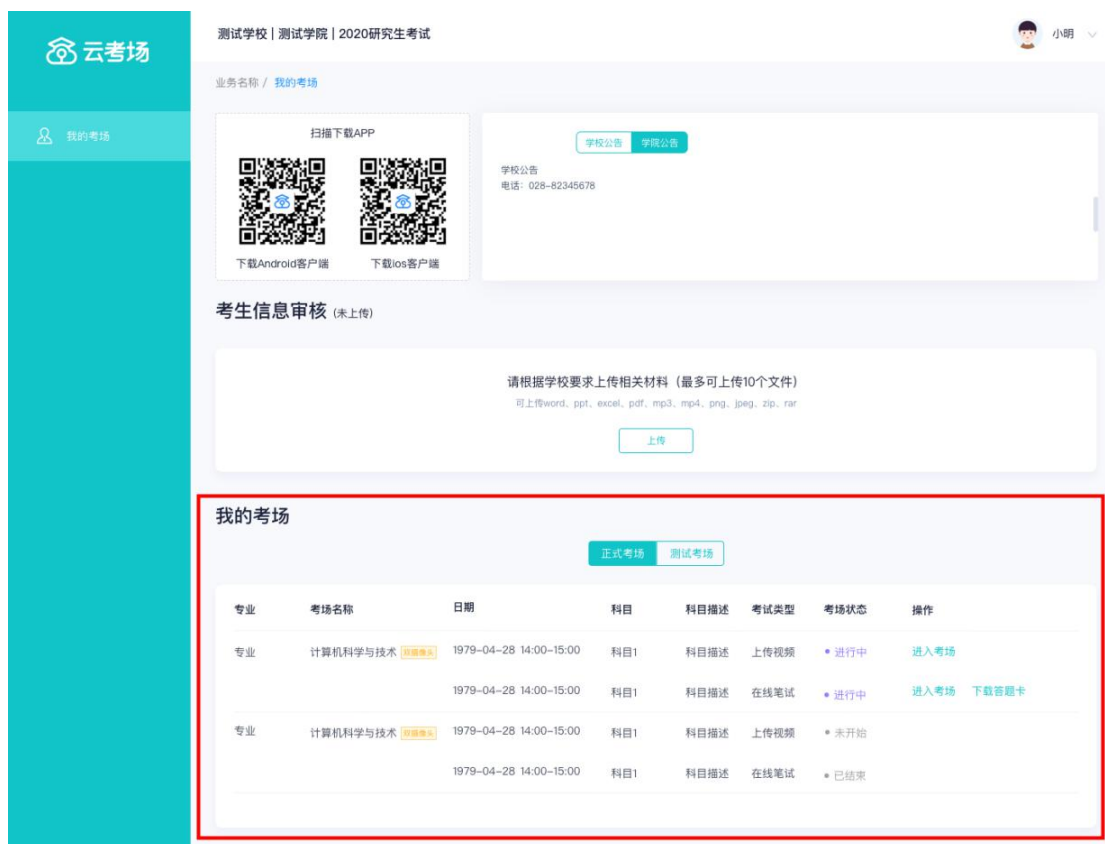 云考场
测试学校 | 测试学院 | 2020研究生考试
小明
业务名称 / 我的考场
我的考场
扫描下载APP
下载Android客户端 下载ios客户端
学校公告 学院公告
学校公告
电话：028-82345678
考生信息审核 (未上传)
请根据学校要求上传相关材料（最多可上传10个文件）
可上传word、ppt、excel、pdf、mp3、mp4、png、jpeg、zip、rar
上传
我的考场
正式考场 测试考场
专业 考场名称 日期 科目 科目描述 考试类型 考场状态 操作
专业 计算机科学与技术 双摄像头 1979-04-28 14:00-15:00 科目1 科目描述 上传视频 进行中 进入考场
1979-04-28 14:00-15:00 科目1 科目描述 在线笔试 进行中 进入考场 下载答题卡
专业 计算机科学与技术 双摄像头 1979-04-28 14:00-15:00 科目1 科目描述 上传视频 未开始
1979-04-28 14:00-15:00 科目1 科目描述 在线笔试 已结束